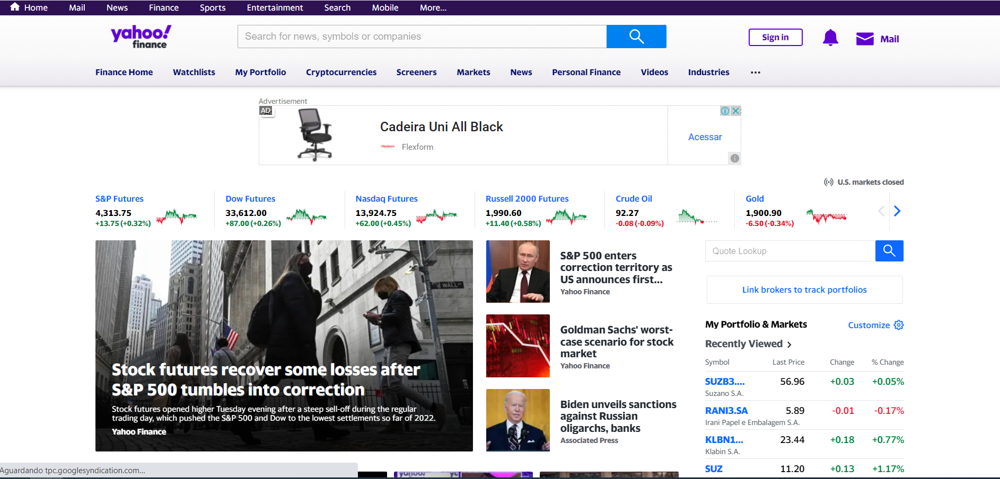 Home Mail News Finance Sports Entertainment Search Mobile More...
yahoo!
finance
Search for news, symbols or companies
Sign in
Mail
Finance Home Watchlists My Portfolio Cryptocurrencies Screeners Markets News Personal Finance Videos Industries ...
Advertisement
AD
Cadeira Uni All Black
Flexform
Acessar
U.S. markets closed
S&P Futures
4,313.75
+13.75 (+0.32%)
Dow Futures
33,612.00
+87.00 (+0.26%)
Nasdaq Futures
13,924.75
+62.00 (+0.45%)
Russell 2000 Futures
1,990.60
+11.40 (+0.58%)
Crude Oil
92.27
-0.08 (-0.09%)
Gold
1,900.90
-6.50 (-0.34%)
WALL
Stock futures recover some losses after
S&P 500 tumbles into correction
Stock futures opened higher Tuesday evening after a steep sell-off during the regular
trading day, which pushed the S&P 500 and Dow to the lowest settlements so far of 2022.
Yahoo Finance
S&P 500 enters
correction territory as
US announces first...
Yahoo Finance
Goldman Sachs' worst-
case scenario for stock
market
Yahoo Finance
Biden unveils sanctions
against Russian
oligarchs, banks
Associated Press
Quote Lookup
Link brokers to track portfolios
My Portfolio & Markets Customize
Recently Viewed
Symbol Last Price Change % Change
SUZB3.... 56.96 +0.03 +0.05%
Suzano S.A.
RANI3.SA 5.89 -0.01 -0.17%
Irani Papel e Embalagem S.A.
KLBN1... 23.44 +0.18 +0.77%
Klabin S.A.
SUZ 11.20 +0.13 +1.17%
Aguardando tpc.googlesyndication.com...
yahoo!